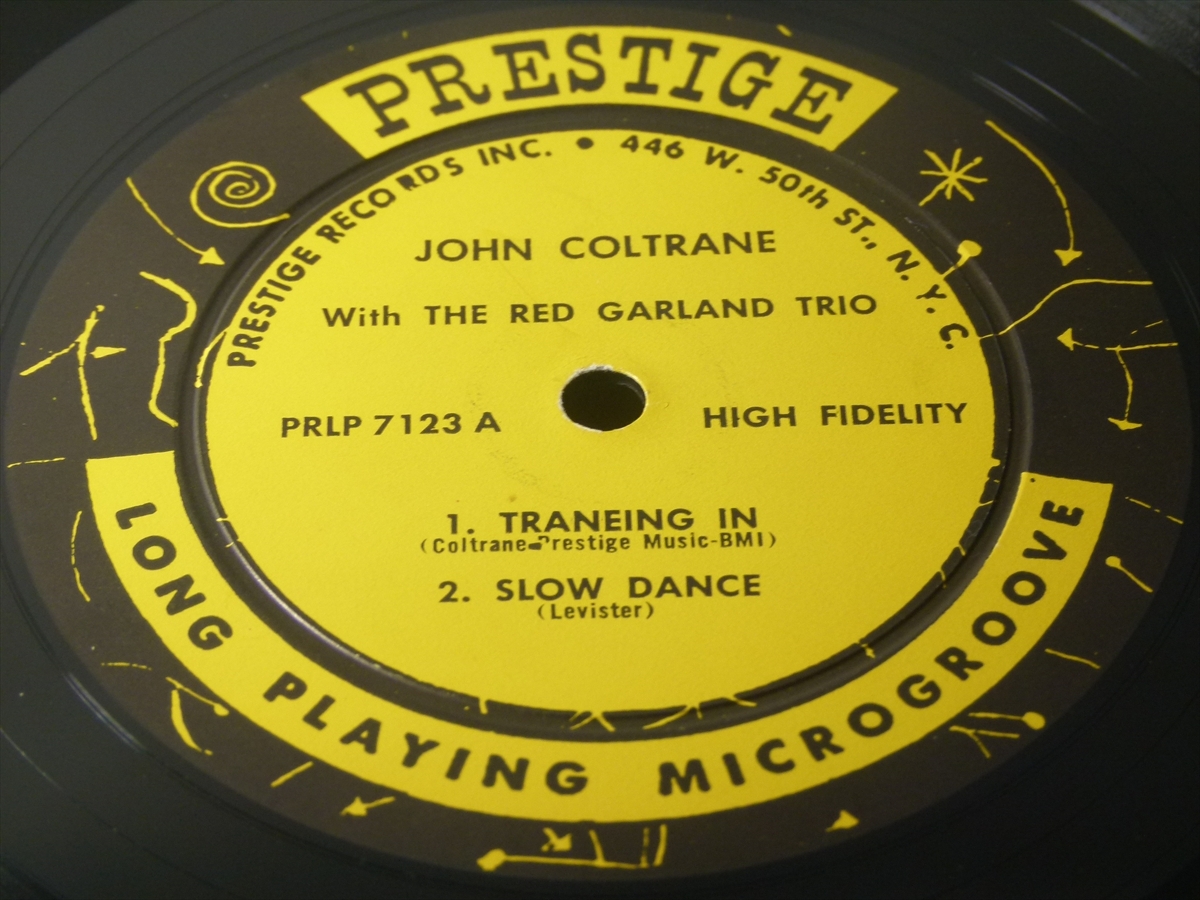 PRESTIGE
PRESTIGE RECORDS INC. • 446 W. 50th ST., N. Y. C.
JOHN COLTRANE
With THE RED GARLAND TRIO
PRLP 7123 A
HIGH FIDELITY
1. TRANEING IN
(Coltrane-Prestige Music-BMI)
2. SLOW DANCE
(Levister)
LONG PLAYING MICROGROOVE